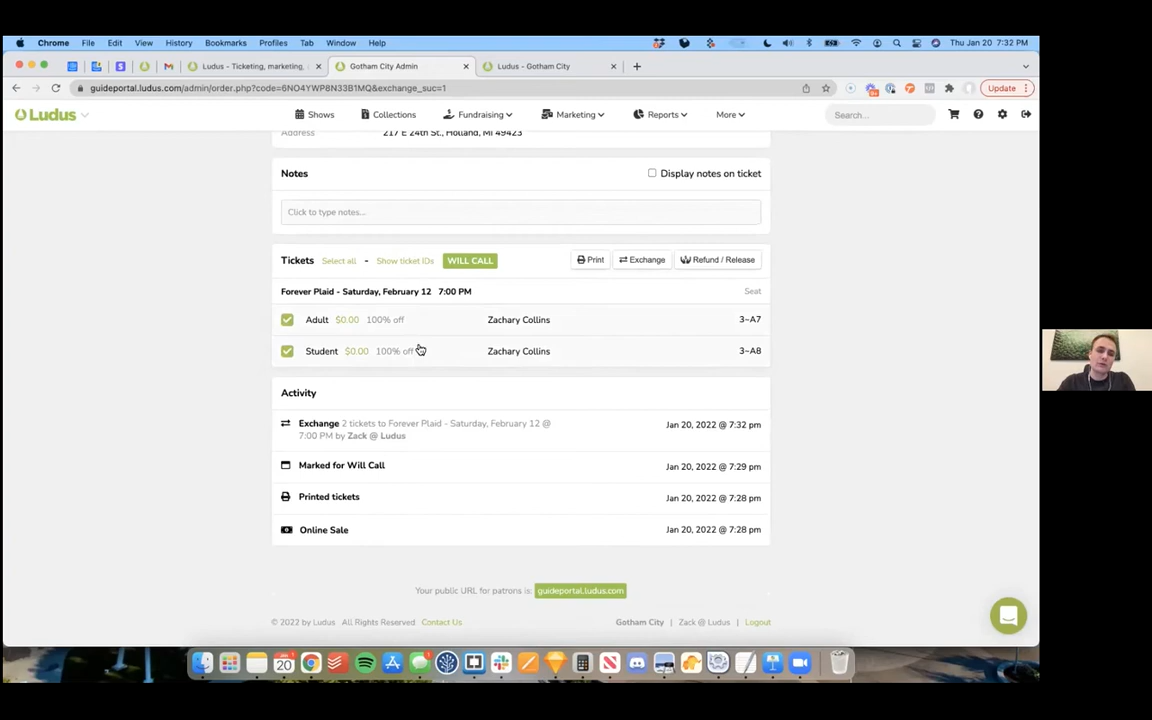 Chrome File Edit View History Bookmarks Profiles Tab Window Help Thu Jan 20 7:32 PM
Ludus - Ticketing, marketing, Gotham City Admin Ludus - Gotham City
guideportal.ludus.com/admin/order.php?code=6NO4YWP8N33B1MQ&exchange_suc=1 Update
Ludus Shows Collections Fundraising Marketing Reports More Search...
Address 217 E 24th St., Holland, MI 49423
Notes Display notes on ticket
Click to type notes...
Tickets Select all - Show ticket IDs WILL CALL Print Exchange Refund / Release
Forever Plaid - Saturday, February 12 7:00 PM Seat
Adult $0.00 100% off Zachary Collins 3~A7
Student $0.00 100% off Zachary Collins 3~A8
Activity
Exchange 2 tickets to Forever Plaid - Saturday, February 12 @ Jan 20, 2022 @ 7:32 pm
7:00 PM by Zack @ Ludus
Marked for Will Call Jan 20, 2022 @ 7:29 pm
Printed tickets Jan 20, 2022 @ 7:28 pm
Online Sale Jan 20, 2022 @ 7:28 pm
Your public URL for patrons is: guideportal.ludus.com
© 2022 by Ludus All Rights Reserved Contact Us Gotham City | Zack @ Ludus | Logout